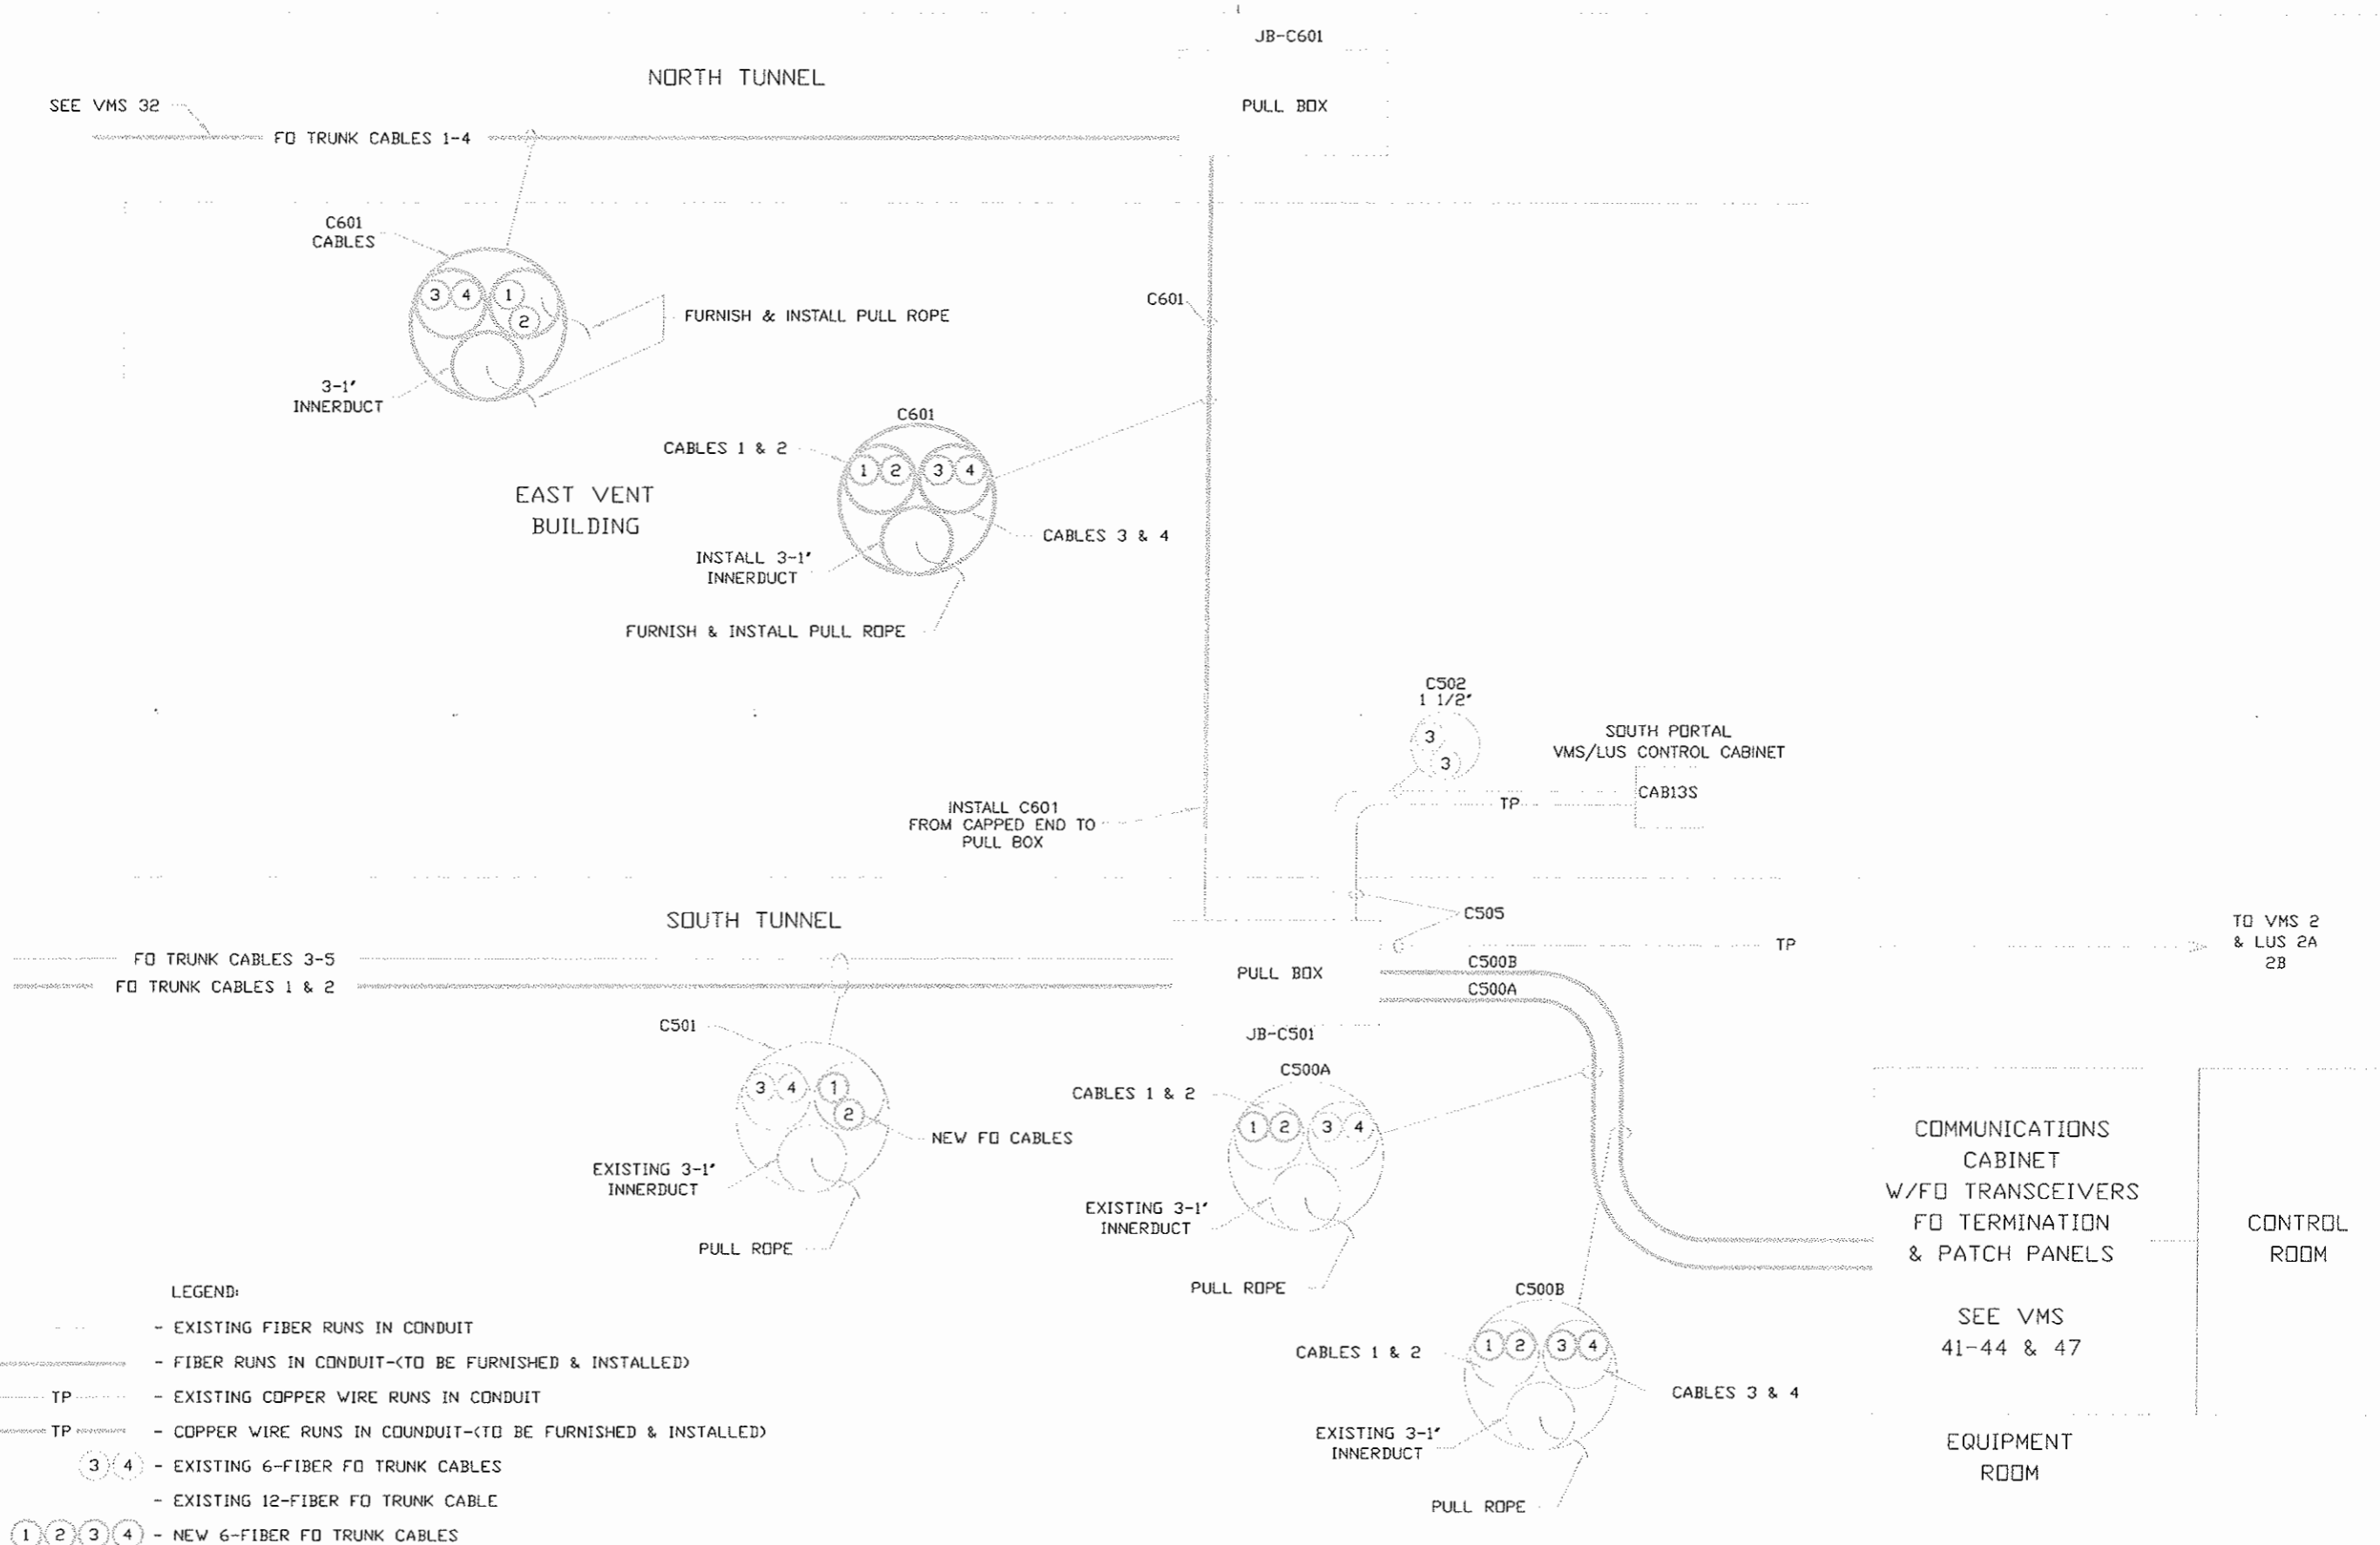 JB-C601
PULL BOX
NORTH TUNNEL
SEE VMS 32
FO TRUNK CABLES 1-4
C601
CABLES
3 4 1
2
FURNISH & INSTALL PULL ROPE
3-1"
INNERDUCT
C601
C601
CABLES 1 & 2
1 2 3 4
EAST VENT
BUILDING
CABLES 3 & 4
INSTALL 3-1"
INNERDUCT
FURNISH & INSTALL PULL ROPE
C502
1 1/2"
3
3
SOUTH PORTAL
VMS/LUS CONTROL CABINET
CAB13S
TP
INSTALL C601
FROM CAPPED END TO
PULL BOX
SOUTH TUNNEL
C505
TP
TO VMS 2
& LUS 2A
2B
FO TRUNK CABLES 3-5
FO TRUNK CABLES 1 & 2
PULL BOX
C500B
C500A
JB-C501
C501
3 4 1
2
NEW FO CABLES
EXISTING 3-1"
INNERDUCT
PULL ROPE
C500A
CABLES 1 & 2
1 2 3 4
EXISTING 3-1"
INNERDUCT
PULL ROPE
C500B
CABLES 1 & 2
1 2 3 4
CABLES 3 & 4
EXISTING 3-1"
INNERDUCT
PULL ROPE
COMMUNICATIONS
CABINET
W/FO TRANSCEIVERS
FO TERMINATION
& PATCH PANELS
SEE VMS
41-44 & 47
EQUIPMENT
ROOM
CONTROL
ROOM
LEGEND:
- EXISTING FIBER RUNS IN CONDUIT
- FIBER RUNS IN CONDUIT-(TO BE FURNISHED & INSTALLED)
TP - EXISTING COPPER WIRE RUNS IN CONDUIT
TP - COPPER WIRE RUNS IN COUNDUIT-(TO BE FURNISHED & INSTALLED)
3 4 - EXISTING 6-FIBER FO TRUNK CABLES
- EXISTING 12-FIBER FO TRUNK CABLE
1 2 3 4 - NEW 6-FIBER FO TRUNK CABLES